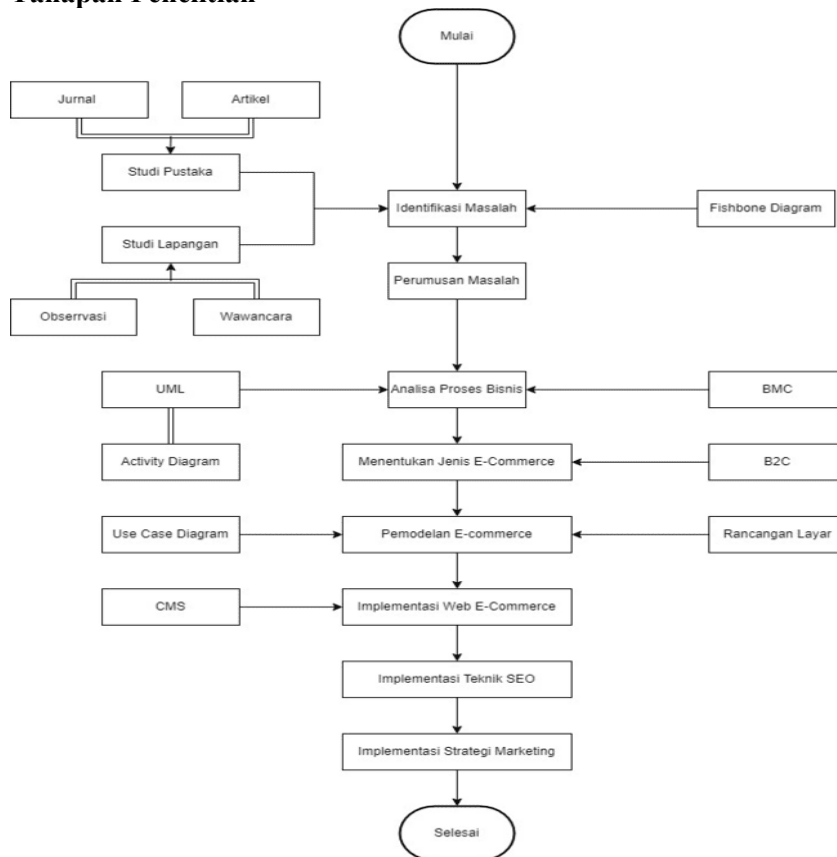 Tahapan Penelitian
Mulai
Jurnal
Artikel
Studi Pustaka
Identifikasi Masalah
Fishbone Diagram
Studi Lapangan
Perumusan Masalah
Obserrvasi
Wawancara
UML
Analisa Proses Bisnis
BMC
Activity Diagram
Menentukan Jenis E-Commerce
B2C
Use Case Diagram
Pemodelan E-commerce
Rancangan Layar
CMS
Implementasi Web E-Commerce
Implementasi Teknik SEO
Implementasi Strategi Marketing
Selesai